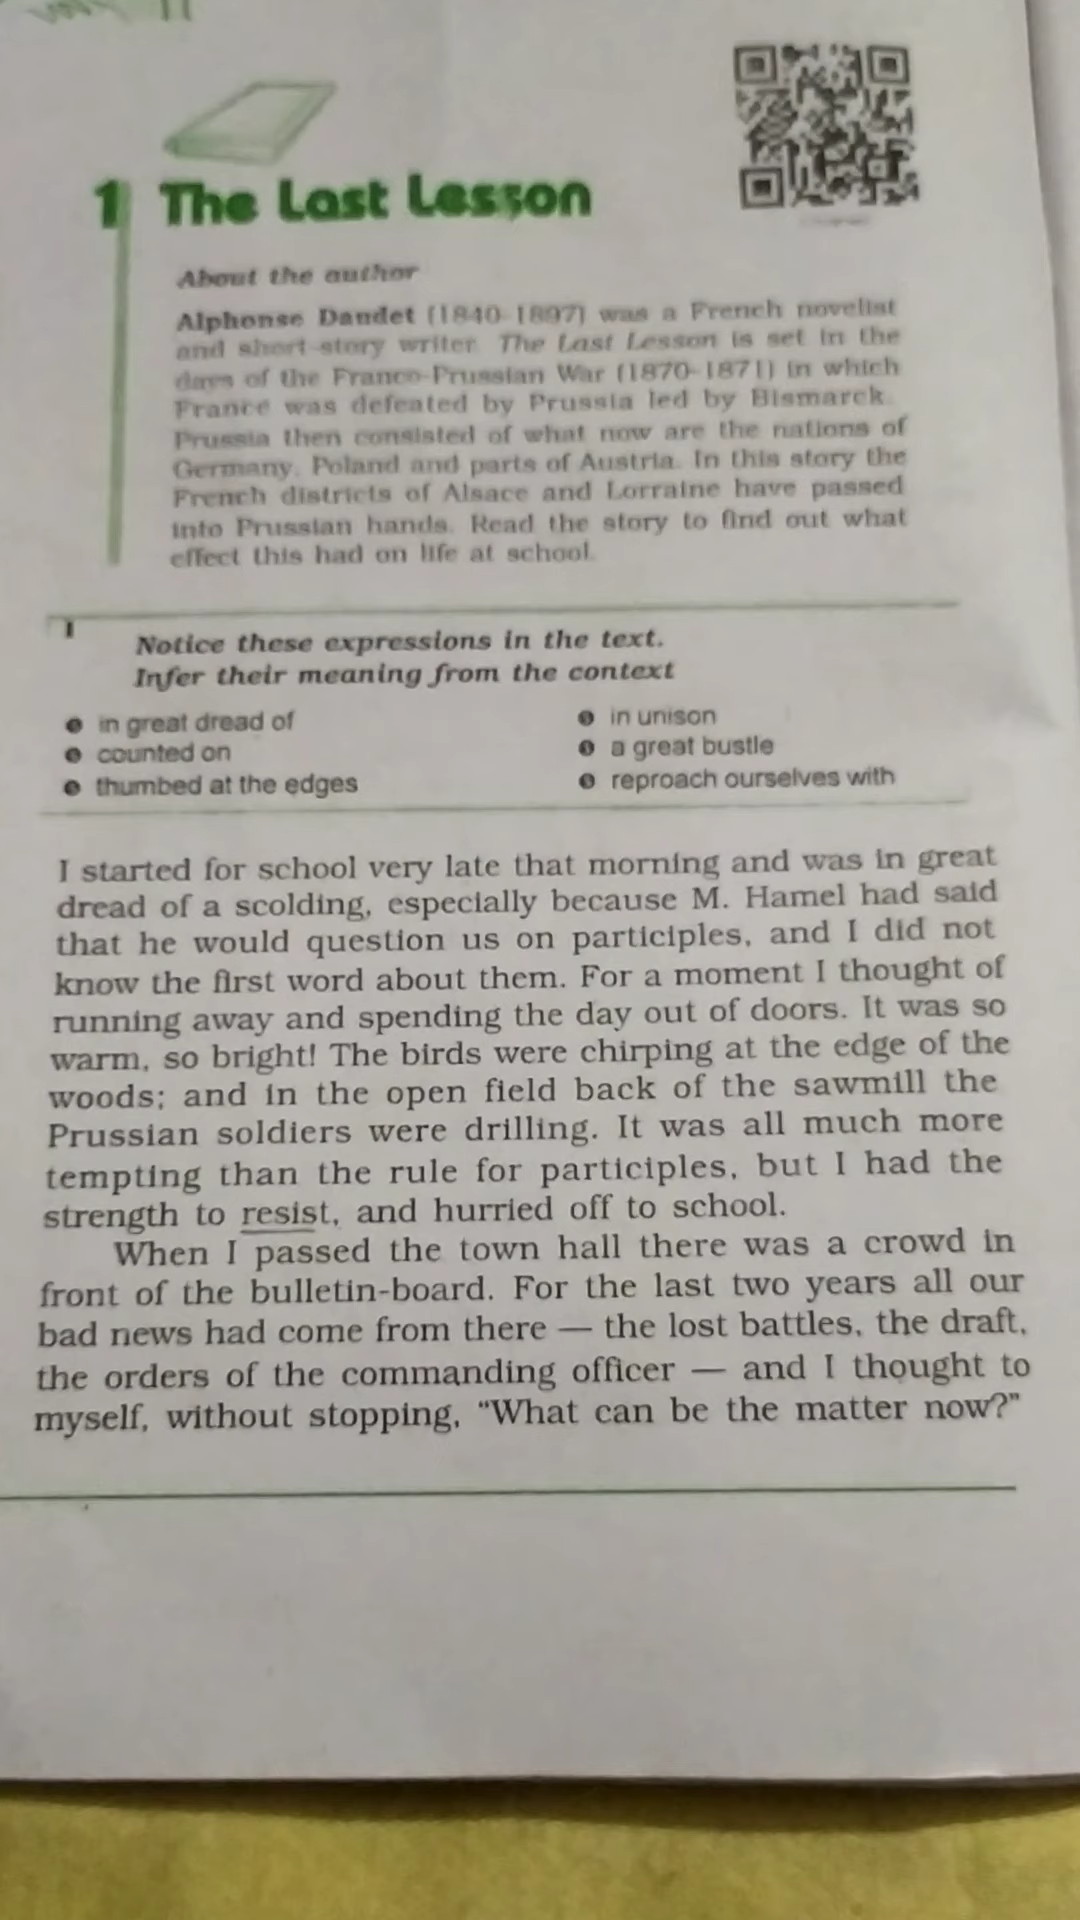 1 The Last Lesson
About the author
Alphonse Daudet (1840-1897) was a French novelist
and short-story writer. The Last Lesson is set in the
days of the Franco-Prussian War (1870-1871) in which
France was defeated by Prussia led by Bismarck.
Prussia then consisted of what now are the nations of
Germany, Poland and parts of Austria. In this story the
French districts of Alsace and Lorraine have passed
into Prussian hands. Read the story to find out what
effect this had on life at school.
Notice these expressions in the text.
Infer their meaning from the context
in great dread of
counted on
thumbed at the edges
in unison
a great bustle
reproach ourselves with
I started for school very late that morning and was in great
dread of a scolding, especially because M. Hamel had said
that he would question us on participles, and I did not
know the first word about them. For a moment I thought of
running away and spending the day out of doors. It was so
warm, so bright! The birds were chirping at the edge of the
woods; and in the open field back of the sawmill the
Prussian soldiers were drilling. It was all much more
tempting than the rule for participles, but I had the
strength to resist, and hurried off to school.
When I passed the town hall there was a crowd in
front of the bulletin-board. For the last two years all our
bad news had come from there — the lost battles, the draft,
the orders of the commanding officer — and I thought to
myself, without stopping, “What can be the matter now?”